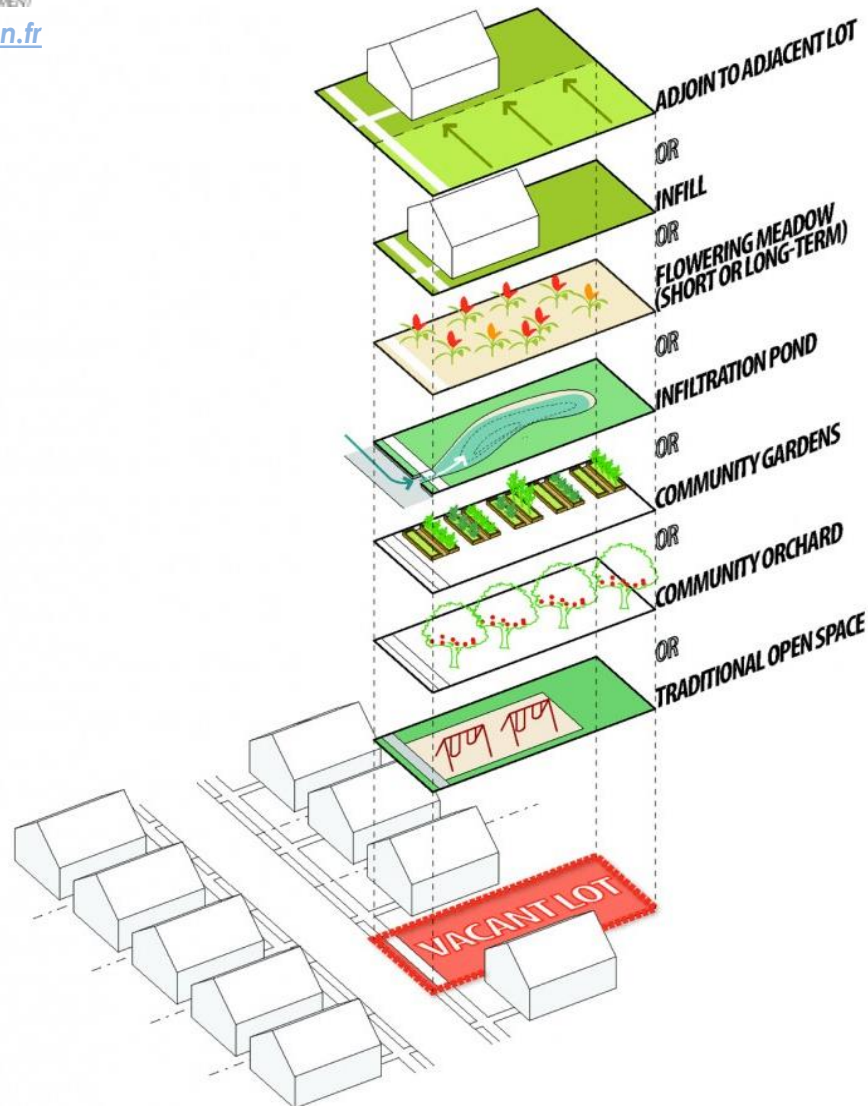 n.fr
ADJOIN TO ADJACENT LOT
OR
INFILL
OR
FLOWERING MEADOW
(SHORT OR LONG-TERM)
OR
INFILTRATION POND
OR
COMMUNITY GARDENS
OR
COMMUNITY ORCHARD
OR
TRADITIONAL OPEN SPACE
VACANT LOT